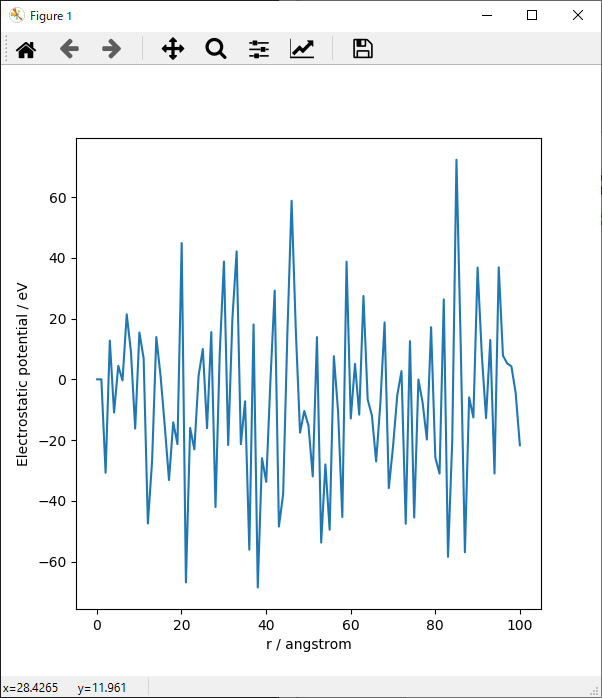 Figure 1
60
40
20
0
−20
−40
−60
Electrostatic potential / eV
0 20 40 60 80 100
r / angstrom
x=28.4265 y=11.961